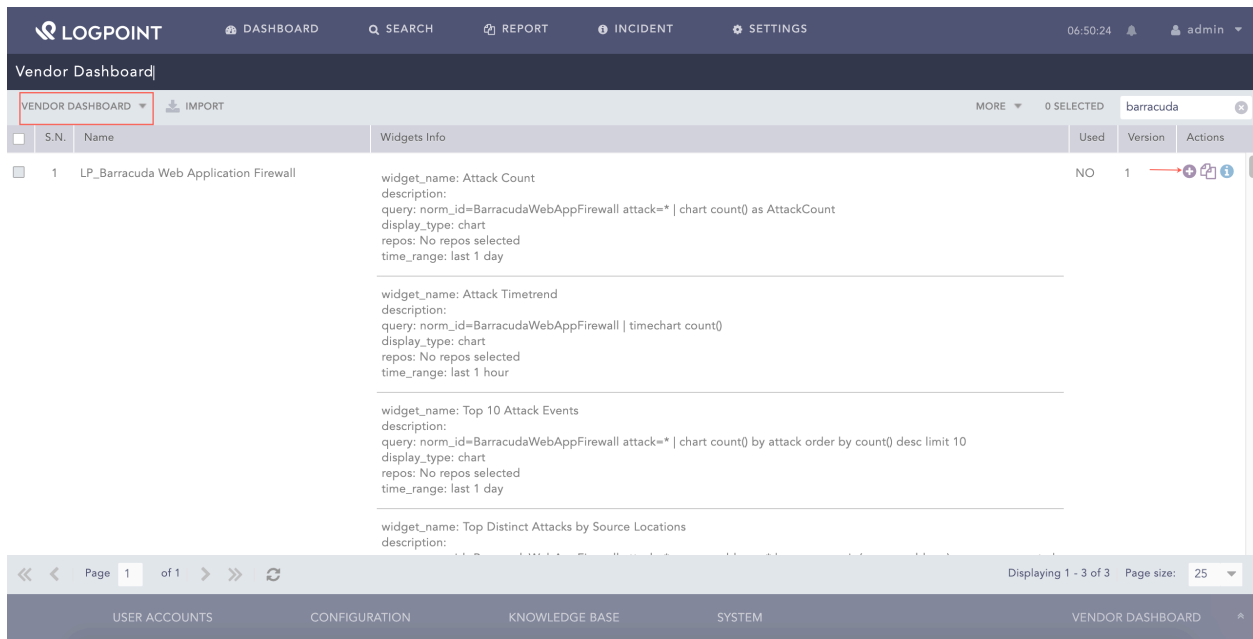 LOGPOINT DASHBOARD SEARCH REPORT INCIDENT SETTINGS 06:50:24 admin
Vendor Dashboard
VENDOR DASHBOARD IMPORT MORE 0 SELECTED barracuda
S.N. Name Widgets Info Used Version Actions
1 LP_Barracuda Web Application Firewall NO 1
widget_name: Attack Count
description:
query: norm_id=BarracudaWebAppFirewall attack=* | chart count() as AttackCount
display_type: chart
repos: No repos selected
time_range: last 1 day
widget_name: Attack Timetrend
description:
query: norm_id=BarracudaWebAppFirewall | timechart count()
display_type: chart
repos: No repos selected
time_range: last 1 hour
widget_name: Top 10 Attack Events
description:
query: norm_id=BarracudaWebAppFirewall attack=* | chart count() by attack order by count() desc limit 10
display_type: chart
repos: No repos selected
time_range: last 1 day
widget_name: Top Distinct Attacks by Source Locations
description:
Page 1 of 1 Displaying 1 - 3 of 3 Page size: 25
USER ACCOUNTS CONFIGURATION KNOWLEDGE BASE SYSTEM VENDOR DASHBOARD